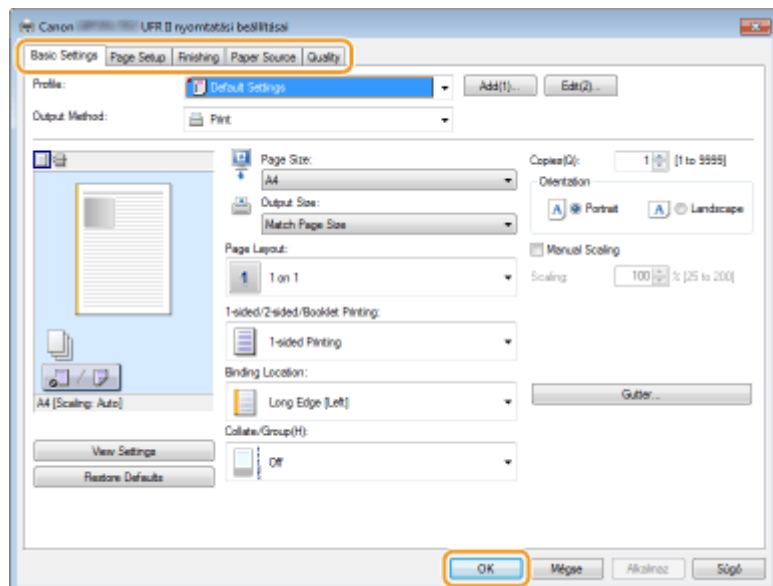 Canon UFR II nyomtatási beállításai
Basic Settings Page Setup Finishing Paper Source Quality
Profile: Default Settings Add(1)... Edit(2)...
Output Method: Print
Page Size: Copies(Q): 1 [1 to 9999]
A4 Orientation
Output Size: A Portrait A Landscape
Match Page Size
Page Layout: Manual Scaling
1 1 on 1 Scaling: 100 % [25 to 200]
1-sided/2-sided/Booklet Printing:
1-sided Printing
Binding Location:
A4 [Scaling: Auto] Long Edge [Left] Gutter...
Collate/Group(H):
View Settings Off
Restore Defaults
OK Mégse Alkalmaz Súgó